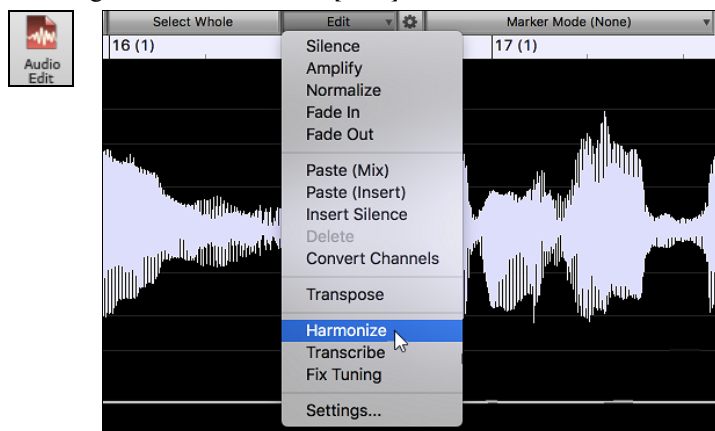 Audio
Edit
Select Whole
Edit
Marker Mode (None)
16 (1)
17 (1)
Silence
Amplify
Normalize
Fade In
Fade Out
Paste (Mix)
Paste (Insert)
Insert Silence
Delete
Convert Channels
Transpose
Harmonize
Transcribe
Fix Tuning
Settings...